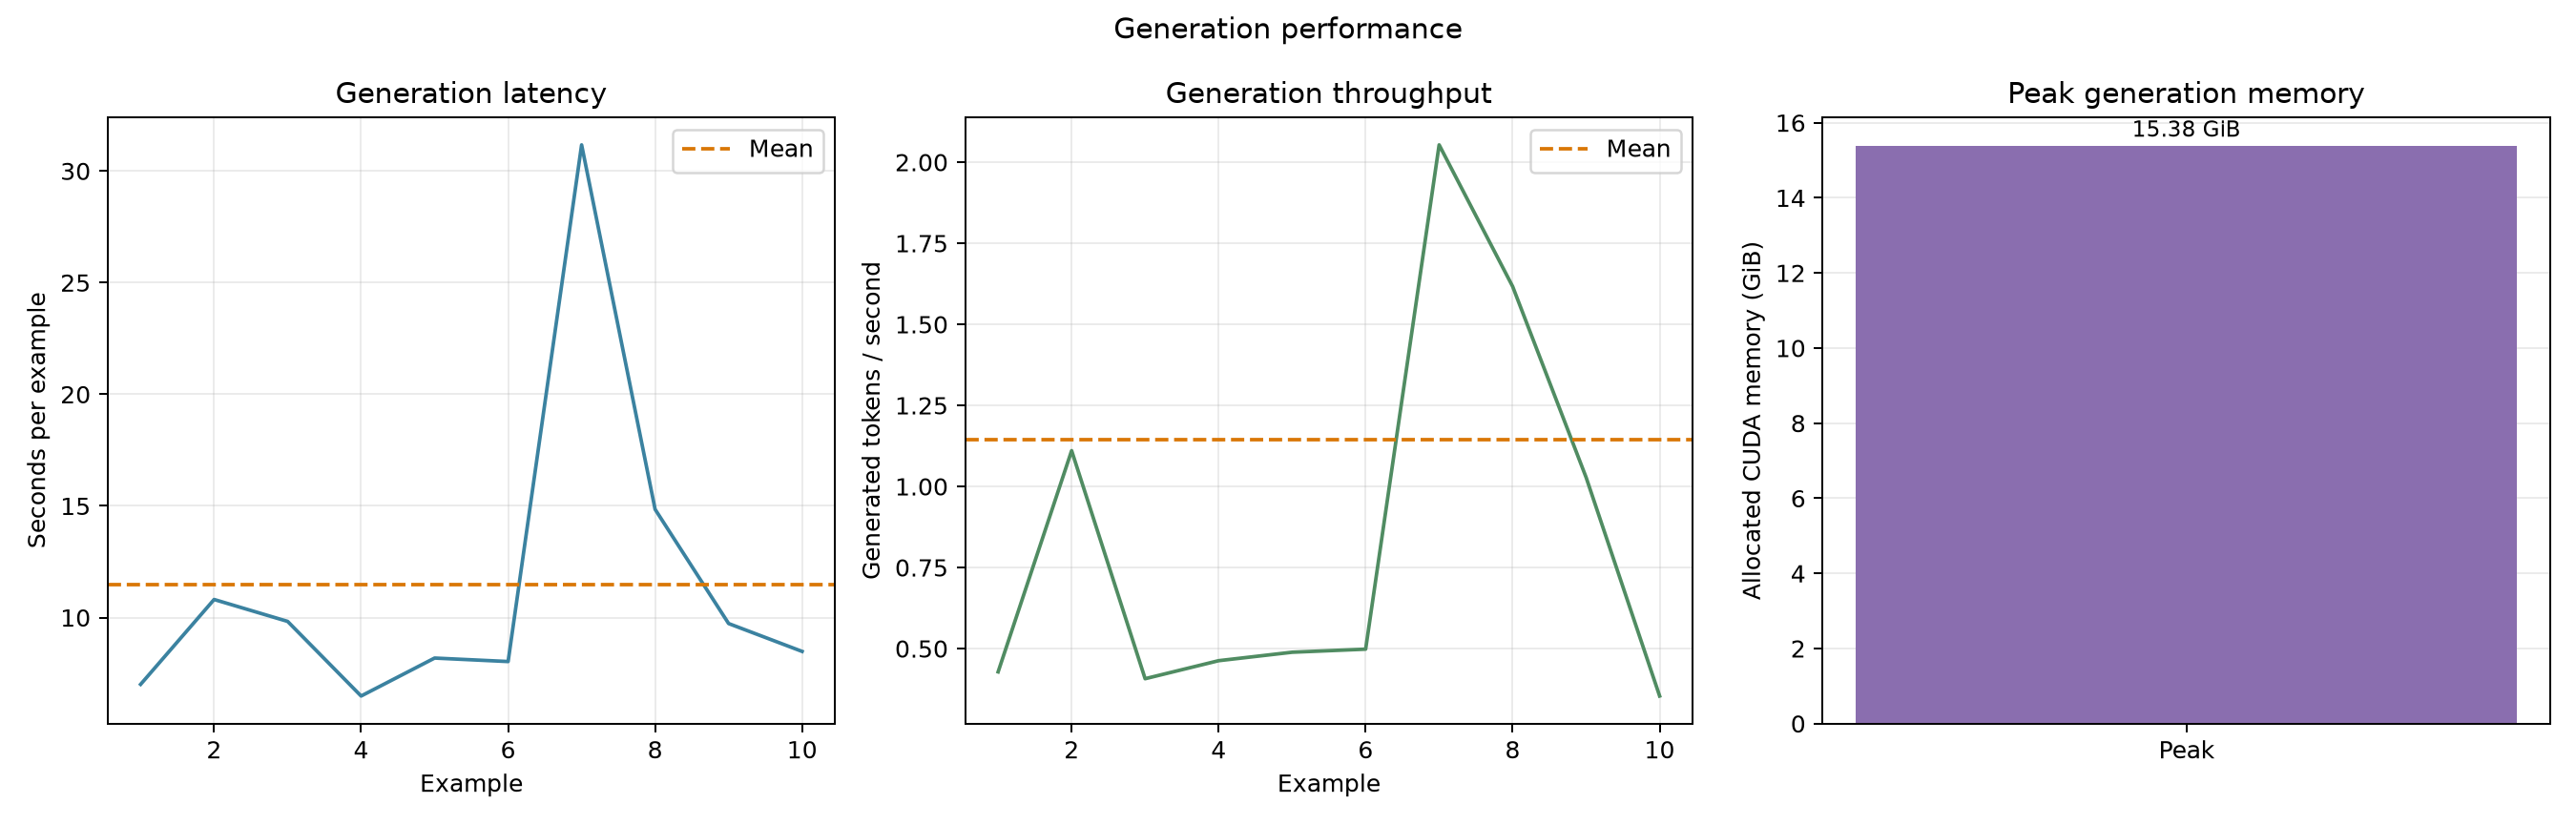 Generation performance
Generation latency
Seconds per example
30
25
20
15
10
2 4 6 8 10
Example
Mean
Generation throughput
Generated tokens / second
2.00
1.75
1.50
1.25
1.00
0.75
0.50
2 4 6 8 10
Example
Mean
Peak generation memory
Allocated CUDA memory (GiB)
16
14
12
10
8
6
4
2
0
15.38 GiB
Peak